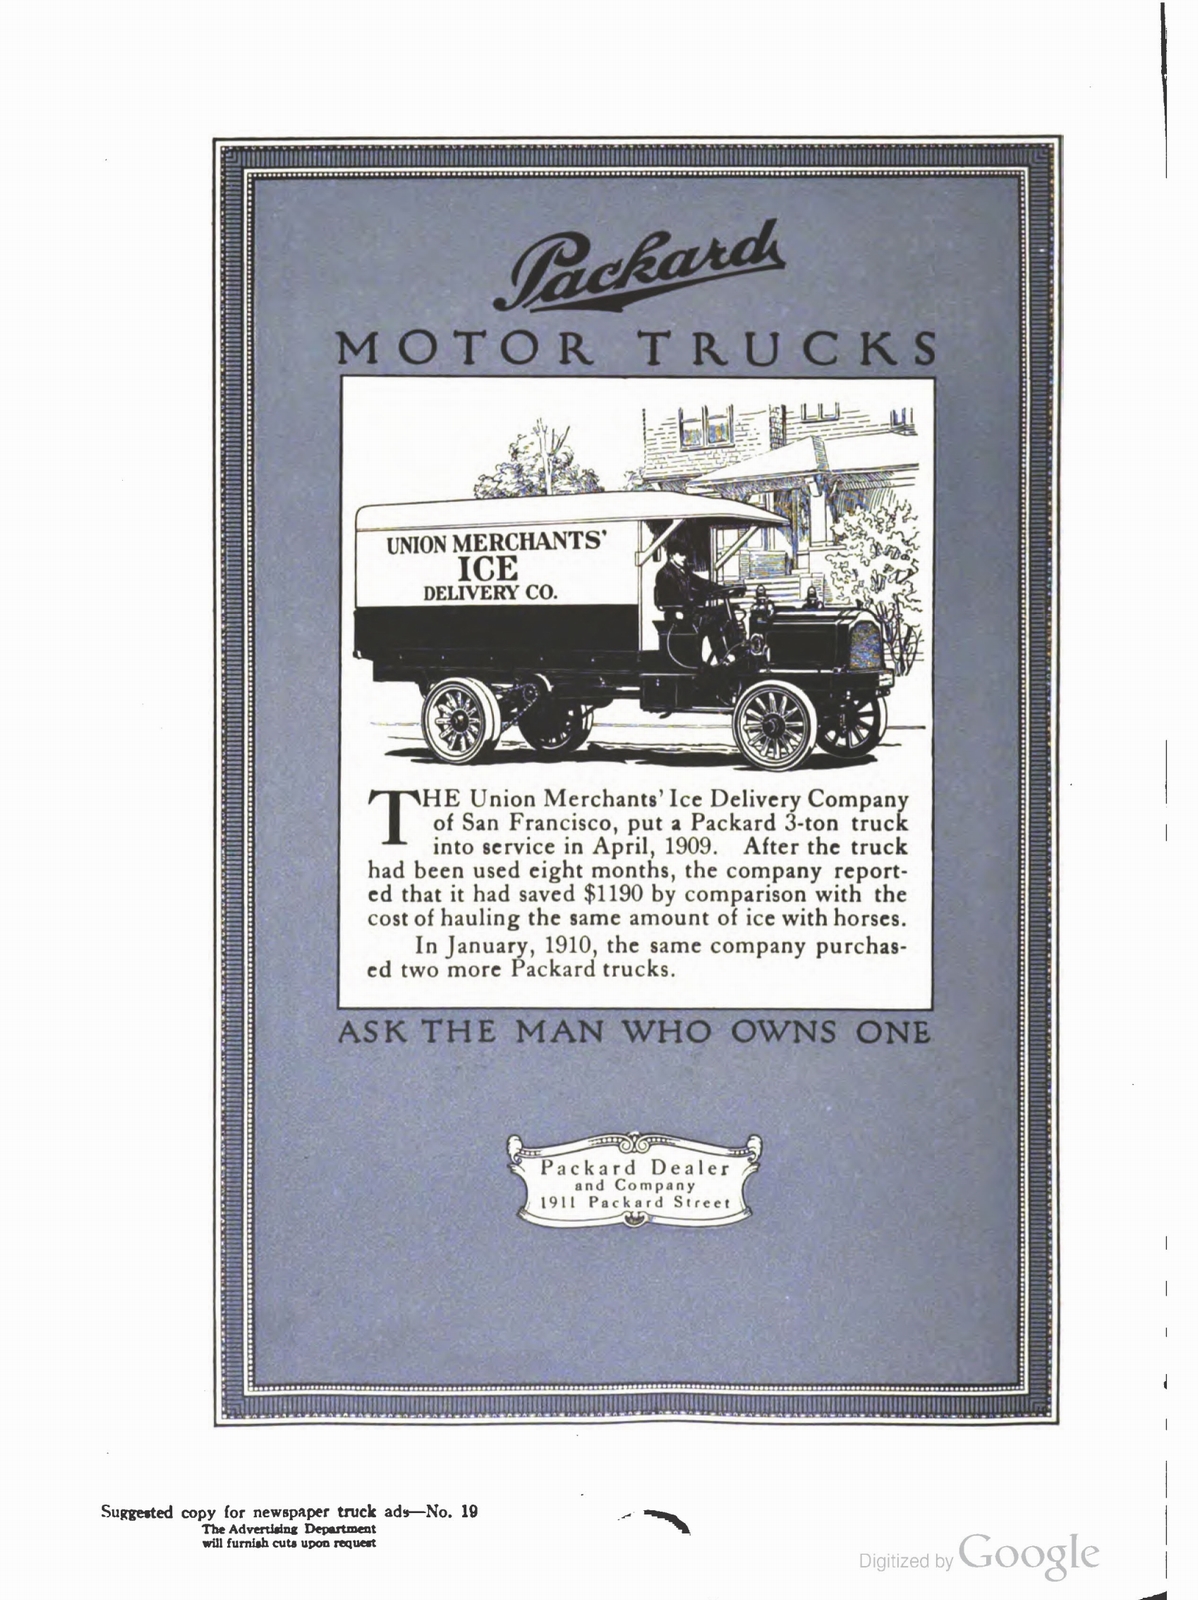 Packard
MOTOR TRUCKS
UNION MERCHANTS'
ICE
DELIVERY CO.
THE Union Merchants' Ice Delivery Company
of San Francisco, put a Packard 3-ton truck
into service in April, 1909. After the truck
had been used eight months, the company report-
ed that it had saved $1190 by comparison with the
cost of hauling the same amount of ice with horses.
In January, 1910, the same company purchas-
ed two more Packard trucks.
ASK THE MAN WHO OWNS ONE
Packard Dealer
and Company
1911 Packard Street
Suggested copy for newspaper truck ads—No. 19
The Advertising Department
will furnish cuts upon request
Digitized by Google